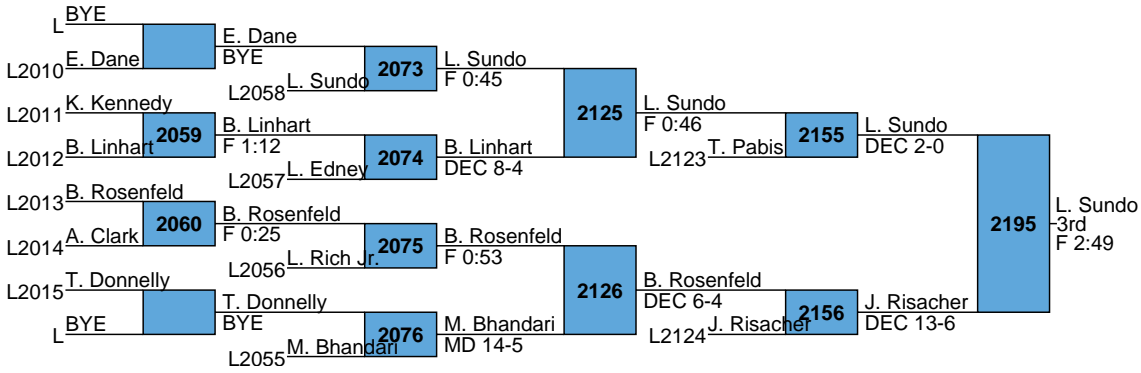 L BYE
L2010 E. Dane
E. Dane
BYE
L2058 L. Sundo
2073
L. Sundo
F 0:45
L2011 K. Kennedy
2059
L2012 B. Linhart
B. Linhart
F 1:12
L2057 L. Edney
2074
B. Linhart
DEC 8-4
2125
L. Sundo
F 0:46
L2123 T. Pabis
2155
L. Sundo
DEC 2-0
L2013 B. Rosenfeld
2060
L2014 A. Clark
B. Rosenfeld
F 0:25
L2056 L. Rich Jr.
2075
B. Rosenfeld
F 0:53
L2015 T. Donnelly
L BYE
T. Donnelly
BYE
L2055 M. Bhandari
2076
M. Bhandari
MD 14-5
2126
B. Rosenfeld
DEC 6-4
L2124 J. Risacher
2156
J. Risacher
DEC 13-6
2195
L. Sundo
3rd
F 2:49